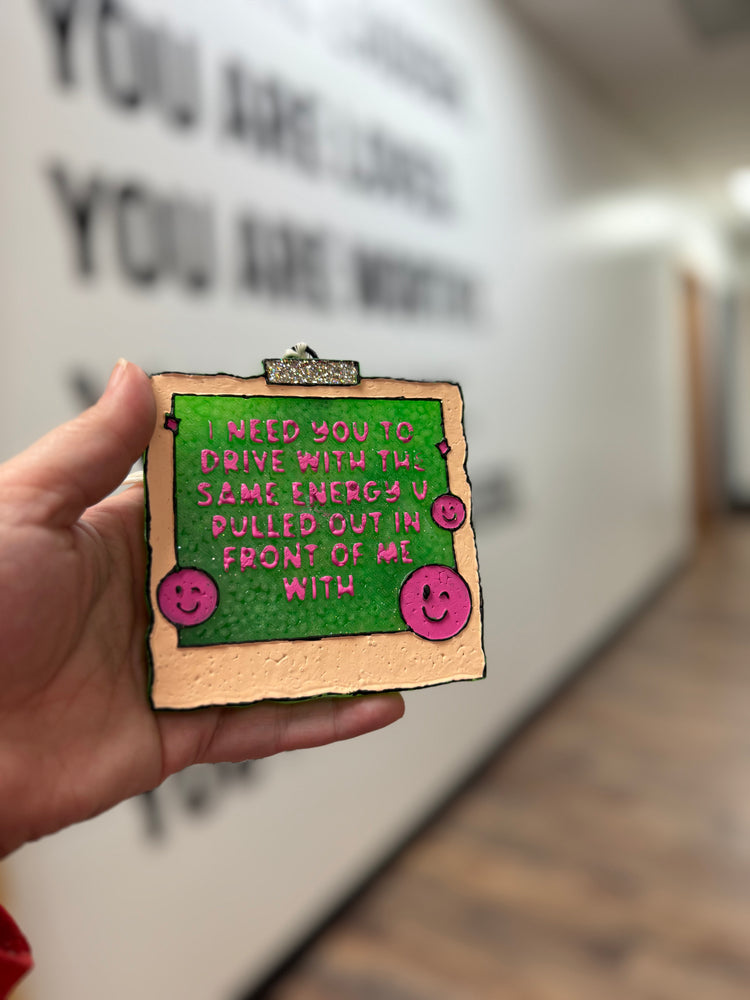 YOU ARE LOVED.
YOU ARE WORTHY.
I NEED YOU TO
DRIVE WITH THE
SAME ENERGY U
PULLED OUT IN
FRONT OF ME
WITH